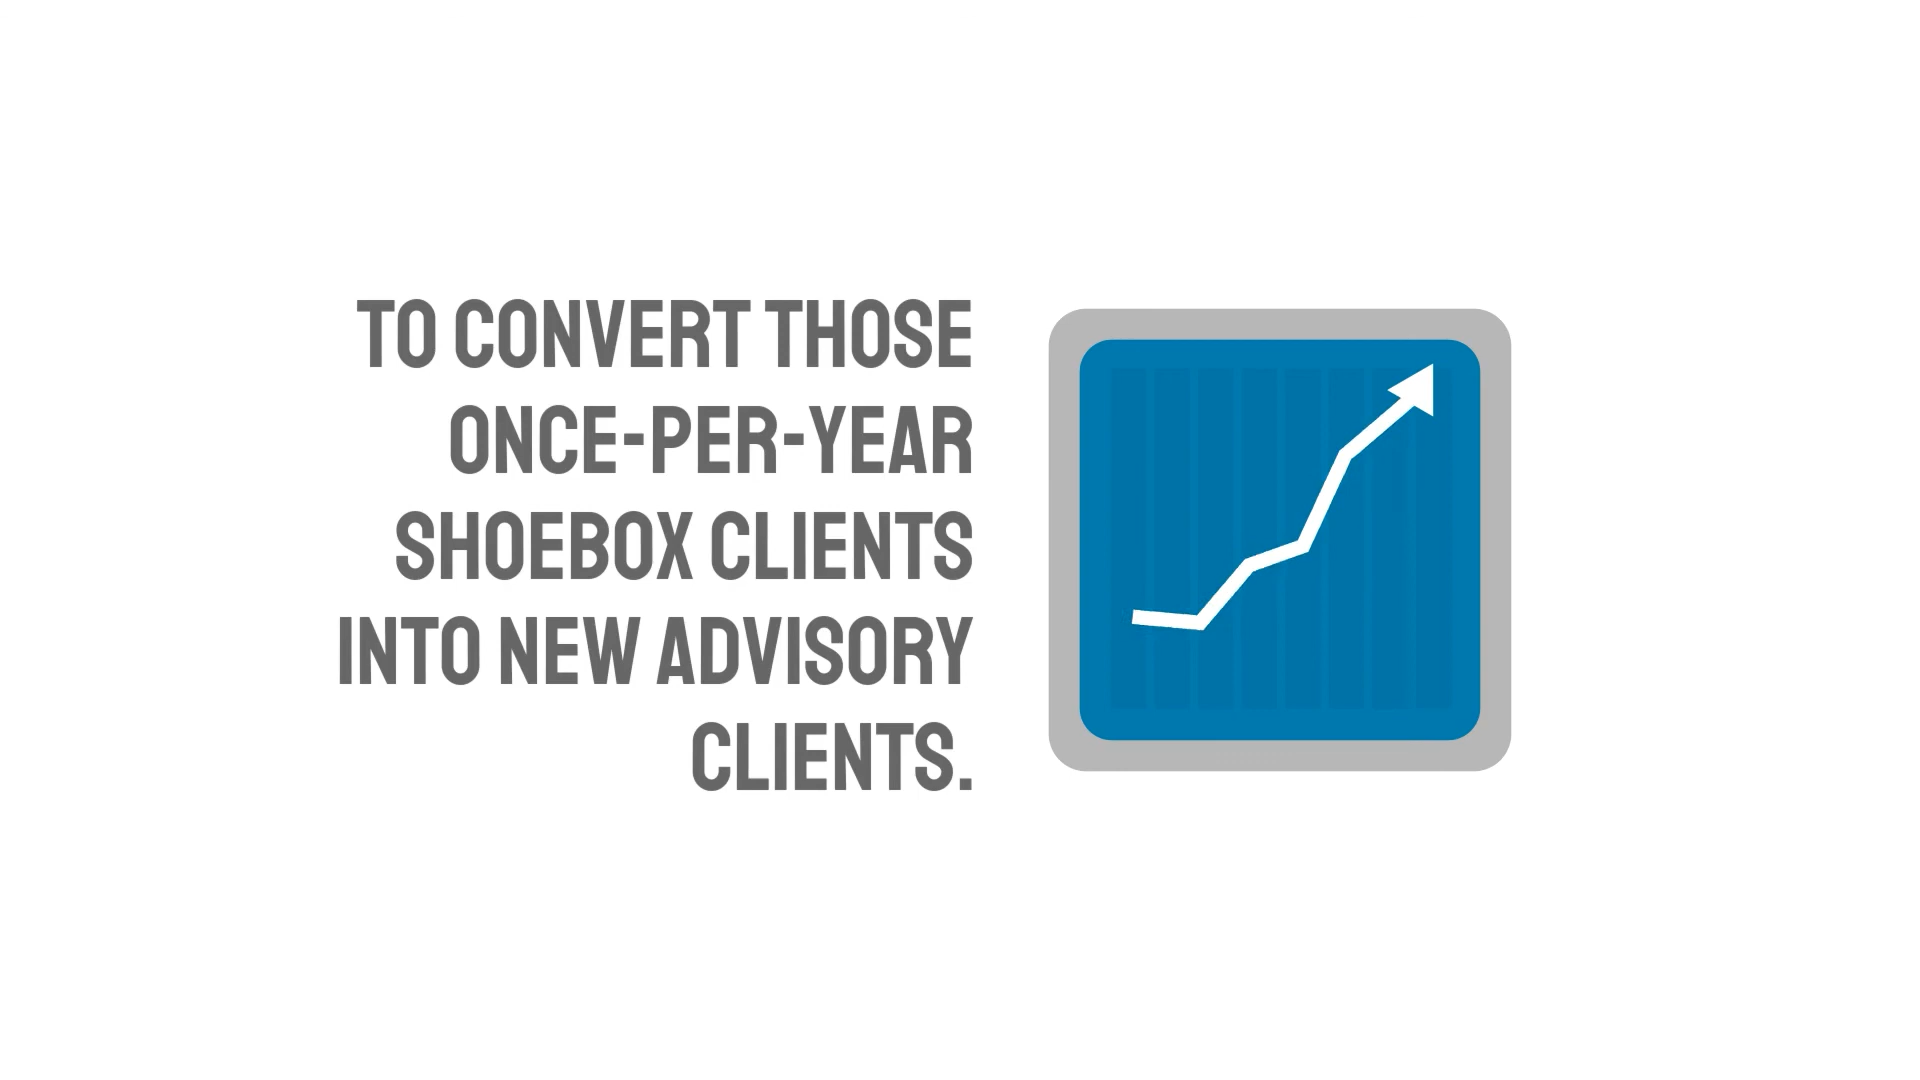 TO CONVERT THOSE
ONCE-PER-YEAR
SHOEBOX CLIENTS
INTO NEW ADVISORY
CLIENTS.